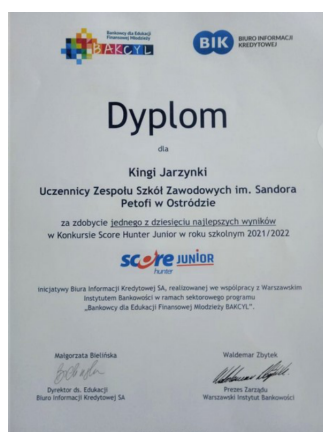 Bankowcy dla Edukacji
Finansowej Młodzieży
BAKCYL
BIK
BIURO INFORMACJI
KREDYTOWEJ
Dyplom
dla
Kingi Jarzynki
Uczennicy Zespołu Szkół Zawodowych im. Sandora
Petofi w Ostródzie
za zdobycie jednego z dziesięciu najlepszych wyników
w Konkursie Score Hunter Junior w roku szkolnym 2021/2022
score JUNIOR
hunter
inicjatywy Biura Informacji Kredytowej SA, realizowanej we współpracy z Warszawskim
Instytutem Bankowości w ramach sektorowego programu
„Bankowcy dla Edukacji Finansowej Młodzieży BAKCYL”.
Małgorzata Bielińska
Waldemar Zbytek
Dyrektor ds. Edukacji
Biuro Informacji Kredytowej SA
Prezes Zarządu
Warszawski Instytut Bankowości